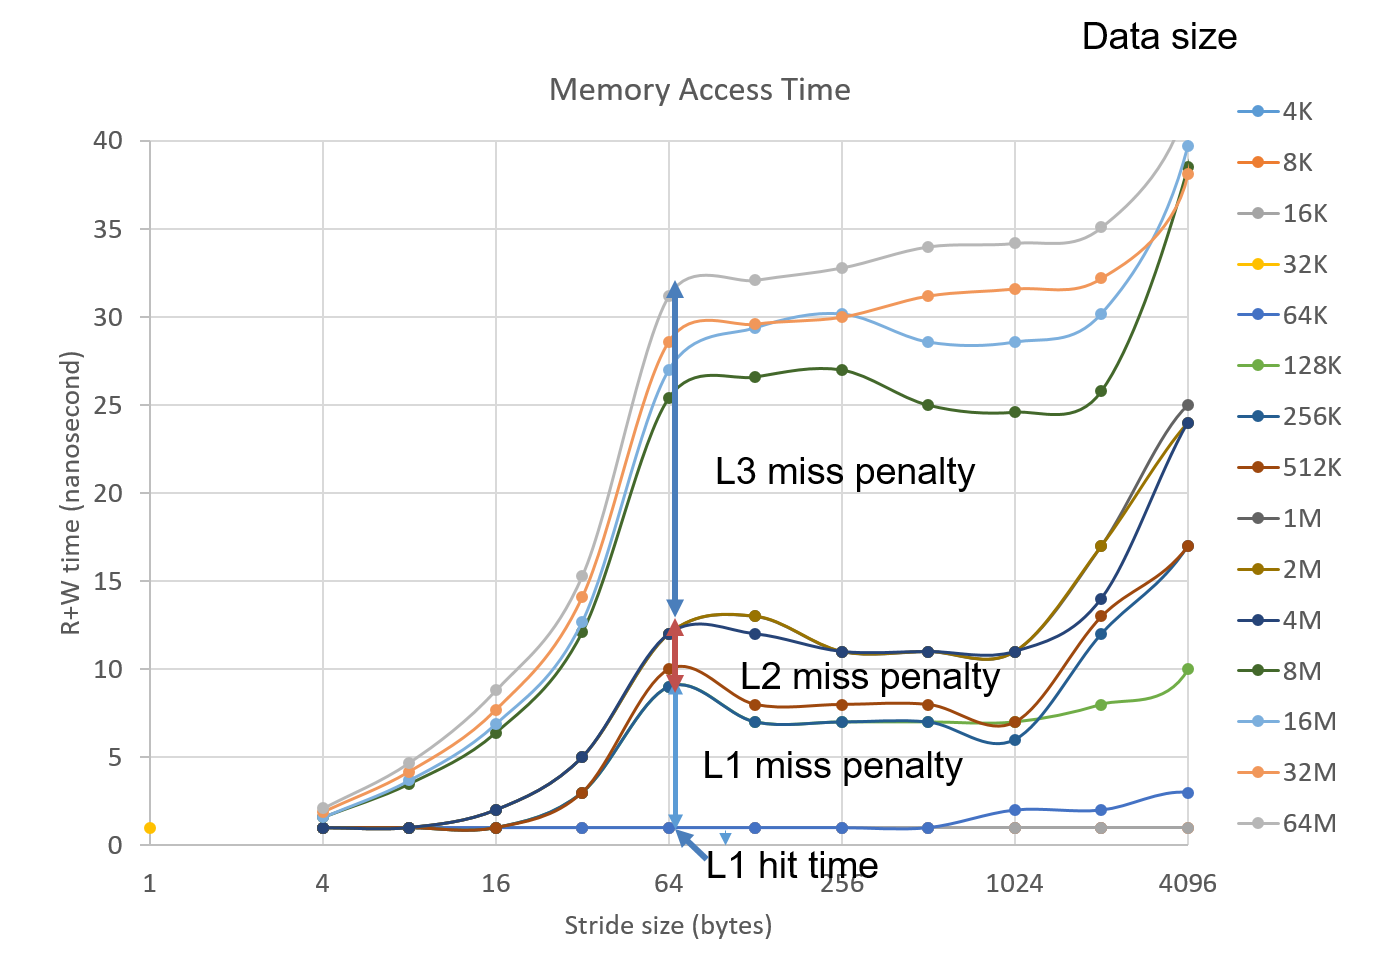 Data size
Memory Access Time
4K
8K
16K
32K
64K
128K
256K
512K
1M
2M
4M
8M
16M
32M
64M
40
35
30
25
20
15
10
5
0
R+W time (nanosecond)
L3 miss penalty
L2 miss penalty
L1 miss penalty
L1 hit time
1 4 16 64 256 1024 4096
Stride size (bytes)